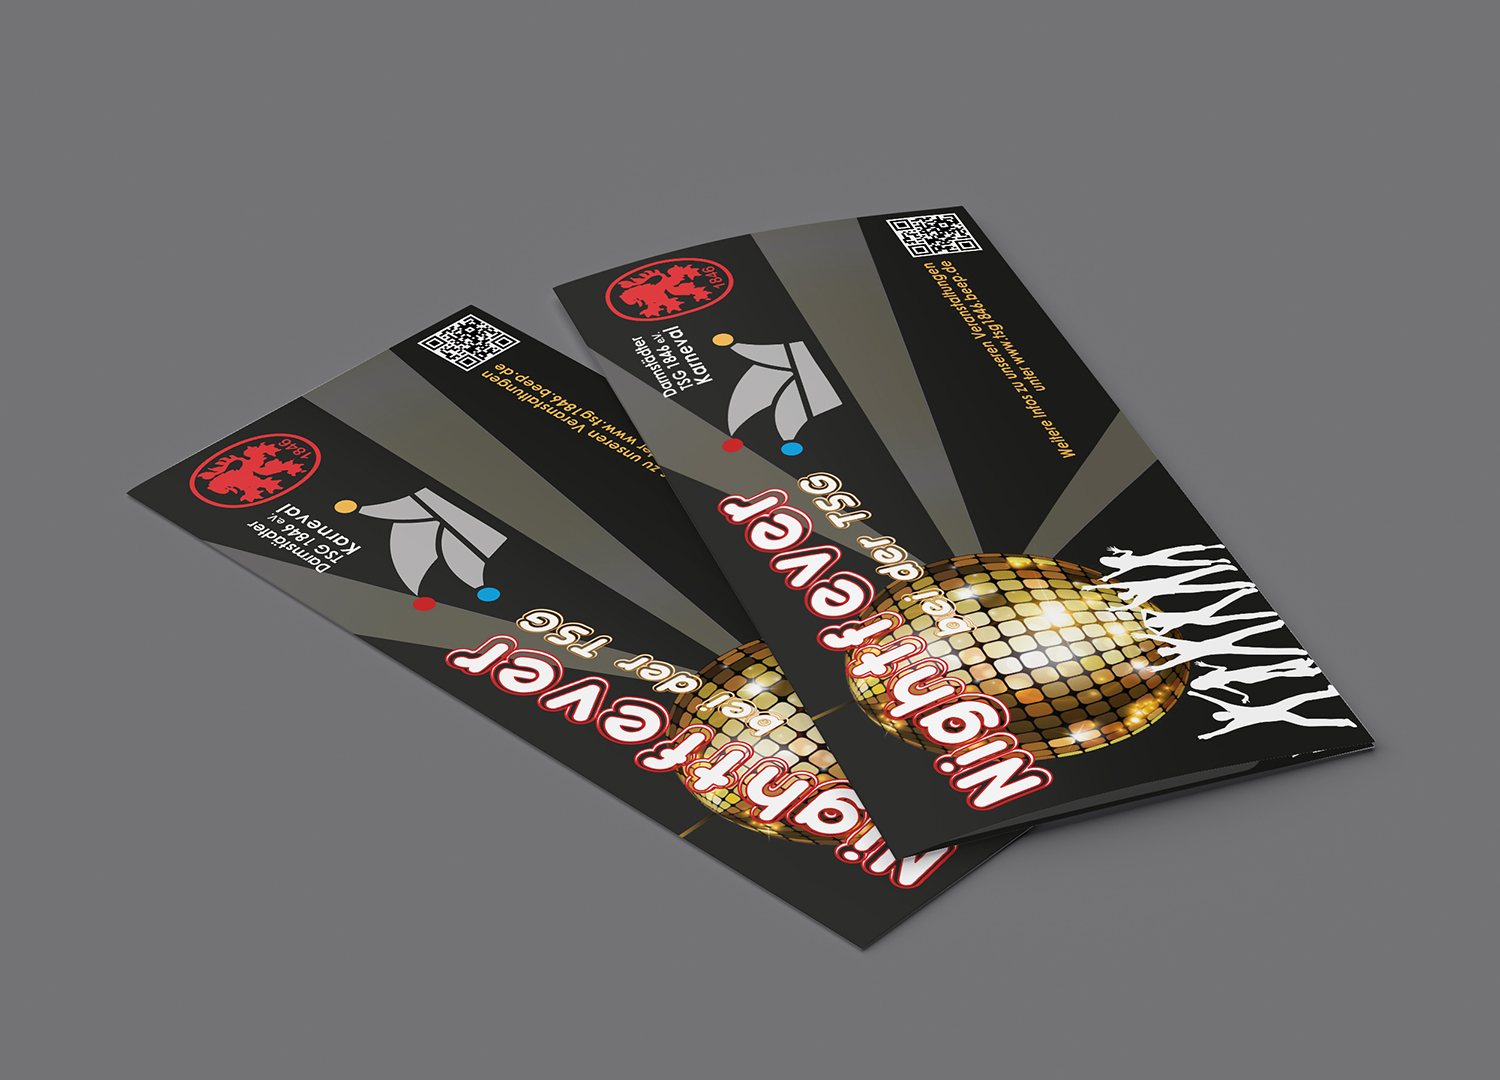 1846
Darmstädter
TSG 1846 e.V.
Karneval
Nightfever
bei der TSG
Weitere Infos zu unseren Veranstaltungen
unter www.tsg1846.beep.de
1846
Darmstädter
TSG 1846 e.V.
Karneval
Nightfever
bei der TSG
zu unseren Veranstaltungen
www.tsg1846.beep.de